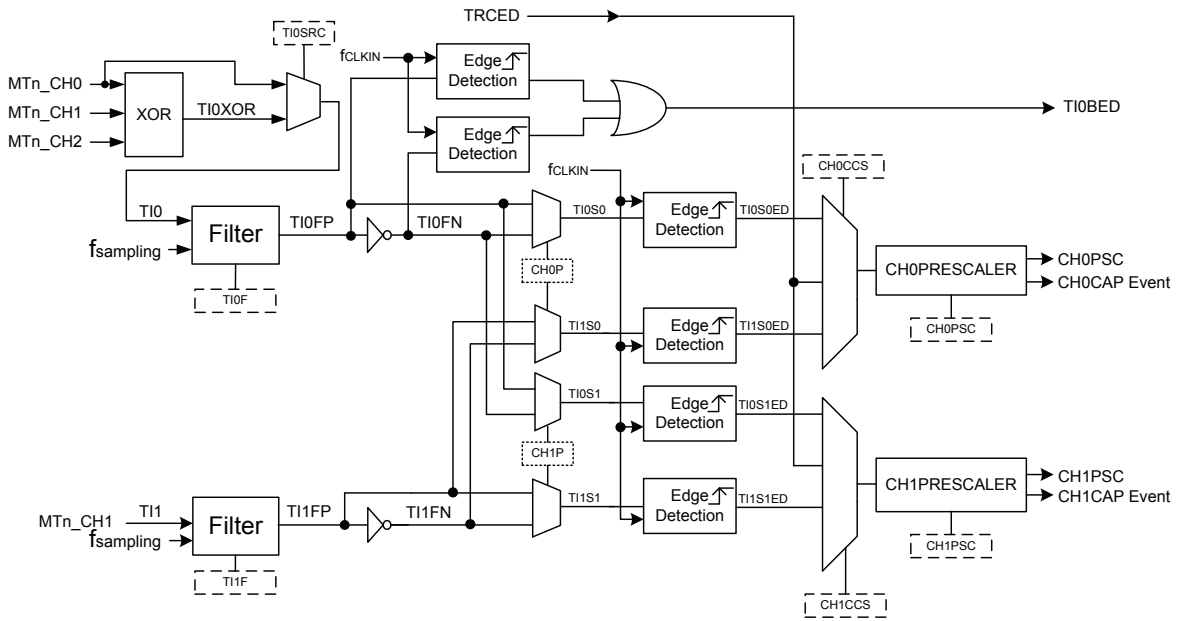 TRCED
TI0SRC
fCLKIN
Edge
Detection
MTn_CH0
MTn_CH1
MTn_CH2
XOR
TI0XOR
TI0BED
Edge
Detection
fCLKIN
CH0CCS
TI0
fsampling
Filter
TI0FP
TI0FN
TI0S0
Edge
Detection
TI0S0ED
CH0P
TI0F
CH0PRESCALER
CH0PSC
CH0CAP Event
CH0PSC
TI1S0
Edge
Detection
TI1S0ED
TI0S1
Edge
Detection
TI0S1ED
CH1P
MTn_CH1
TI1
fsampling
Filter
TI1FP
TI1FN
TI1S1
Edge
Detection
TI1S1ED
CH1PRESCALER
CH1PSC
CH1CAP Event
CH1PSC
TI1F
CH1CCS